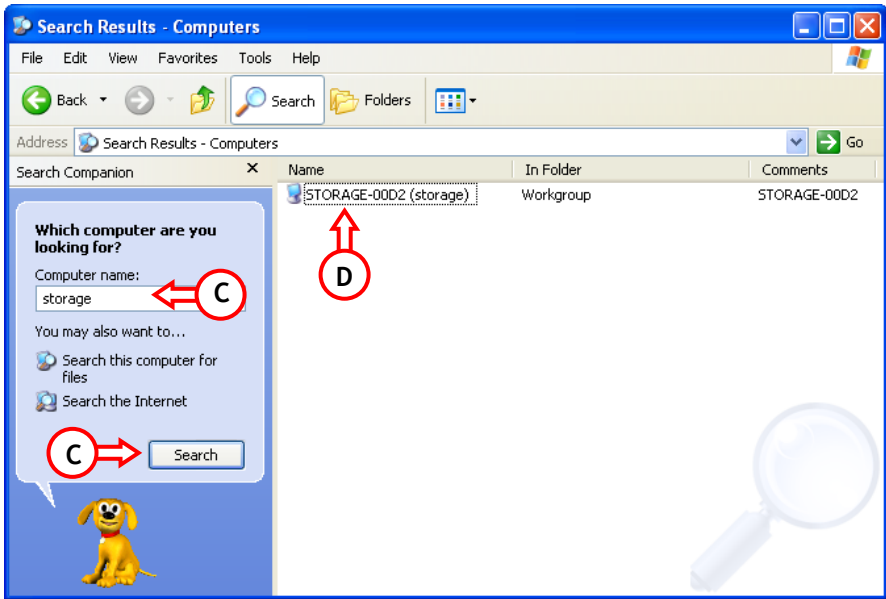 Search Results - Computers
File Edit View Favorites Tools Help
Back Search Folders
Address Search Results - Computers Go
Search Companion × Name In Folder Comments
STORAGE-00D2 (storage) Workgroup STORAGE-00D2
Which computer are you
looking for?
Computer name:
storage
C
D
You may also want to...
Search this computer for
files
Search the Internet
C
Search